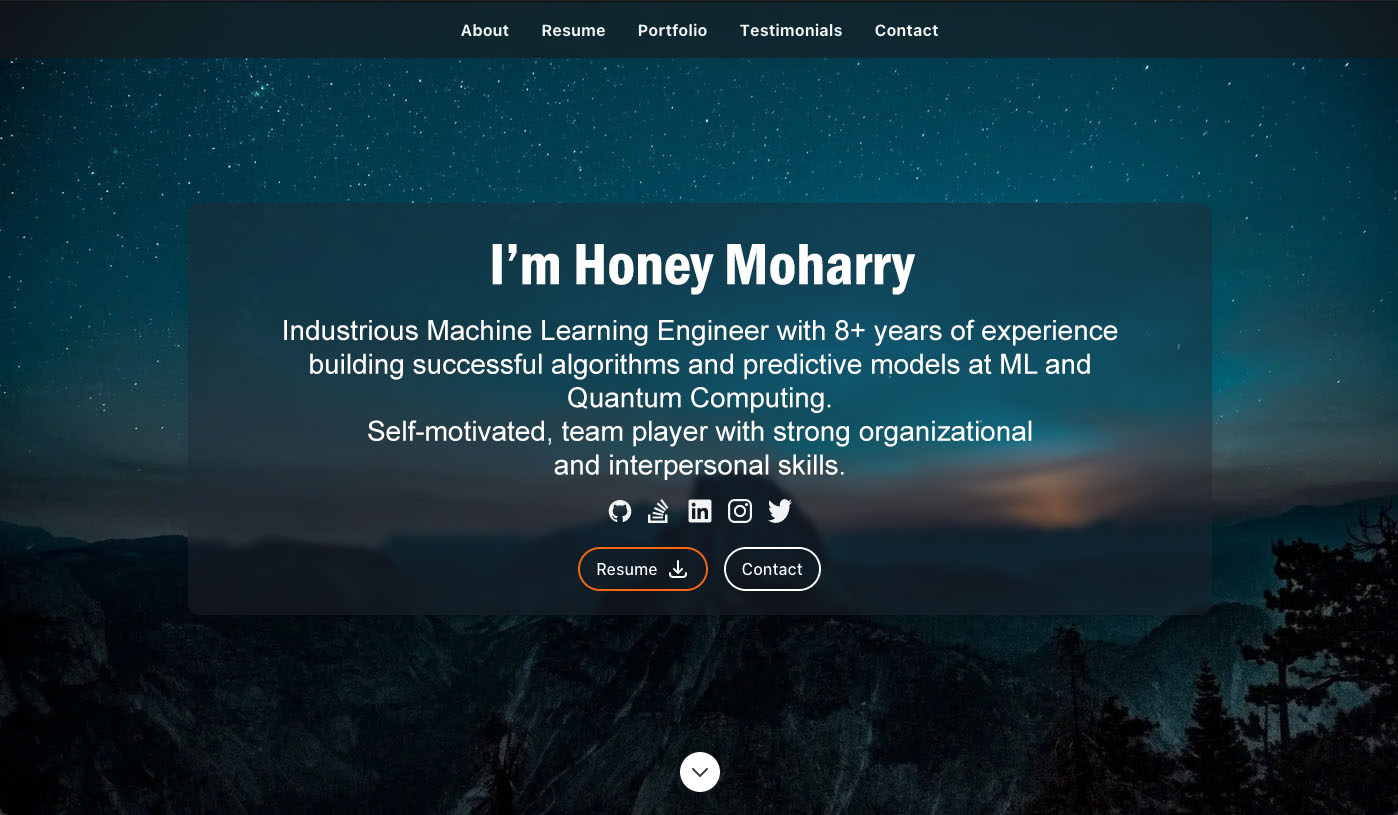 About Resume Portfolio Testimonials Contact
I’m Honey Moharry
Industrious Machine Learning Engineer with 8+ years of experience
building successful algorithms and predictive models at ML and
Quantum Computing.
Self-motivated, team player with strong organizational
and interpersonal skills.
in
Resume Contact